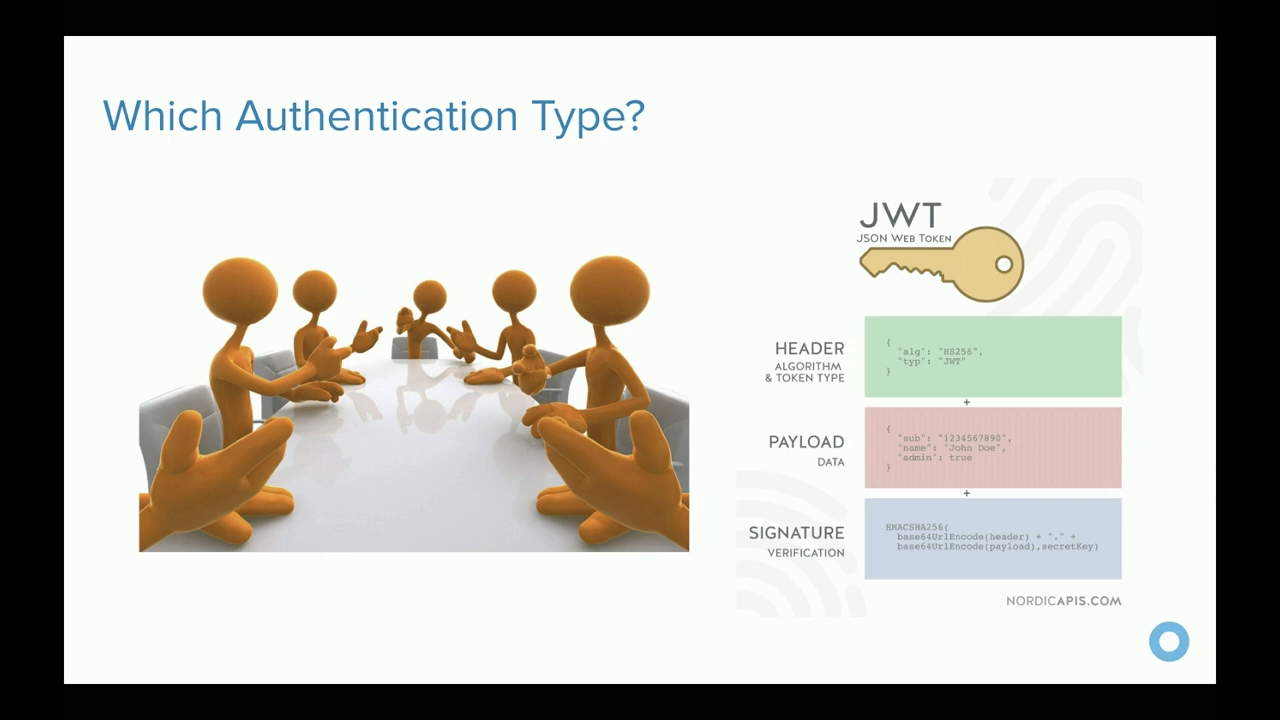 Which Authentication Type?
JWT
JSON WEB TOKEN
HEADER
ALGORITHM
& TOKEN TYPE
{
"alg": "HS256",
"typ": "JWT"
}
+
PAYLOAD
DATA
{
"sub": "1234567890",
"name": "John Doe",
"admin": true
}
+
SIGNATURE
VERIFICATION
HMACSHA256(
base64UrlEncode(header) + "." +
base64UrlEncode(payload),secretKey)
NORDICAPIS.COM